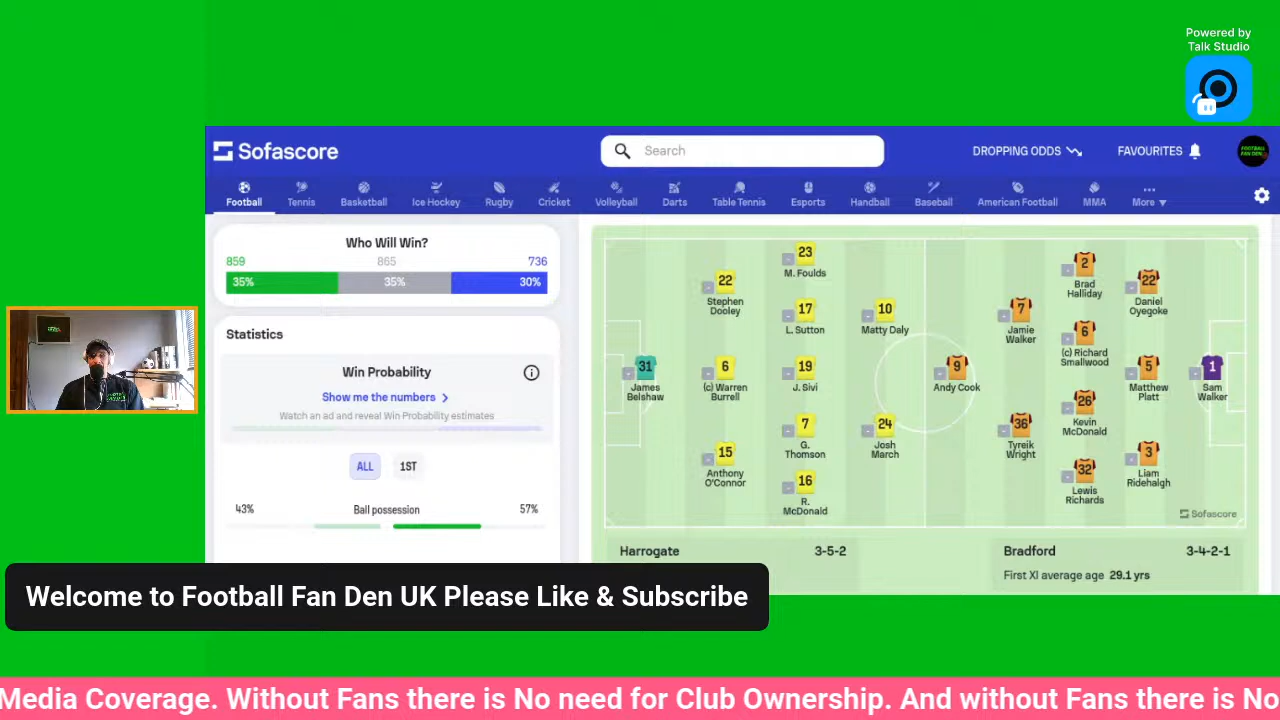 Powered by
Talk Studio
Sofascore
Search
DROPPING ODDS
FAVOURITES
FOOTBALL
FAN DEN
Football
Tennis
Basketball
Ice Hockey
Rugby
Cricket
Volleyball
Darts
Table Tennis
Esports
Handball
Baseball
American Football
MMA
More
Who Will Win?
859
865
736
35%
35%
30%
Statistics
Win Probability
Show me the numbers
Watch an ad and reveal Win Probability estimates
ALL
1ST
43%
Ball possession
57%
31
James
Belshaw
22
Stephen
Dooley
6
(c) Warren
Burrell
15
Anthony
O'Connor
23
M. Foulds
17
L. Sutton
19
J. Sivi
7
G.
Thomson
16
R.
McDonald
10
Matty Daly
24
Josh
March
9
Andy Cook
7
Jamie
Walker
36
Tyreik
Wright
2
Brad
Halliday
6
(c) Richard
Smallwood
26
Kevin
McDonald
32
Lewis
Richards
22
Daniel
Oyegoke
5
Matthew
Platt
3
Liam
Ridehalgh
1
Sam
Walker
Sofascore
Harrogate
3-5-2
Bradford
3-4-2-1
First XI average age 29.1 yrs
Welcome to Football Fan Den UK Please Like & Subscribe
Media Coverage. Without Fans there is No need for Club Ownership. And without Fans there is No